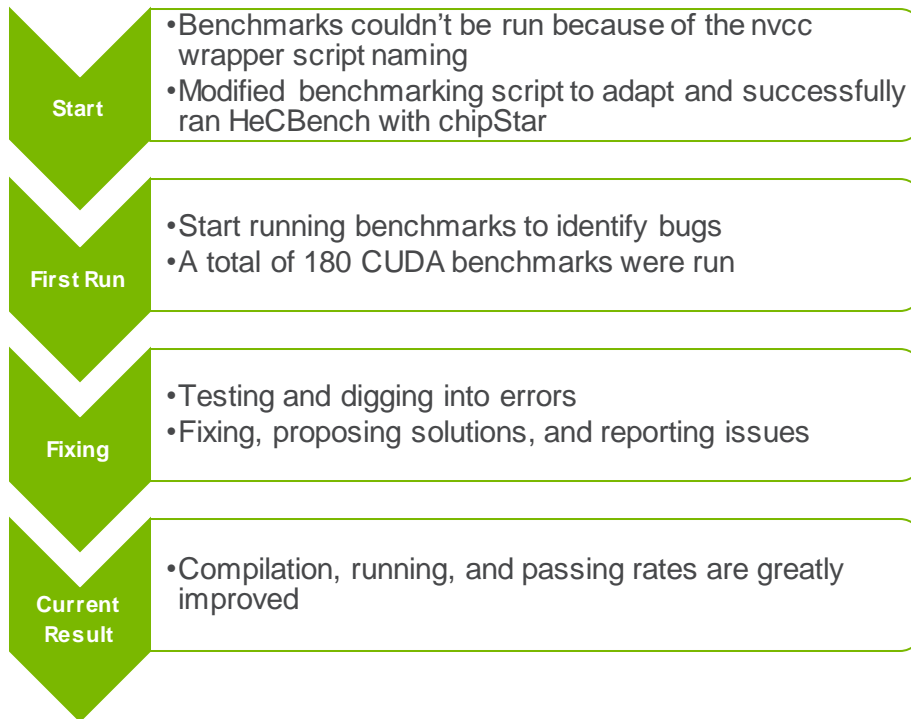 •Benchmarks couldn't be run because of the nvcc
wrapper script naming
Start
•Modified benchmarking script to adapt and successfully
ran HeCBench with chipStar
•Start running benchmarks to identify bugs
First Run
•A total of 180 CUDA benchmarks were run
•Testing and digging into errors
Fixing
•Fixing, proposing solutions, and reporting issues
Current
Result
•Compilation, running, and passing rates are greatly
improved